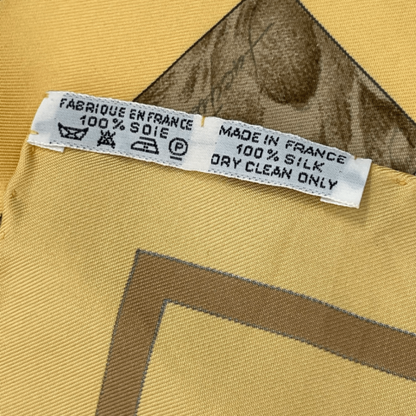 FABRIQUE EN FRANCE
100% SOIE
MADE IN FRANCE
100% SILK
DRY CLEAN ONLY